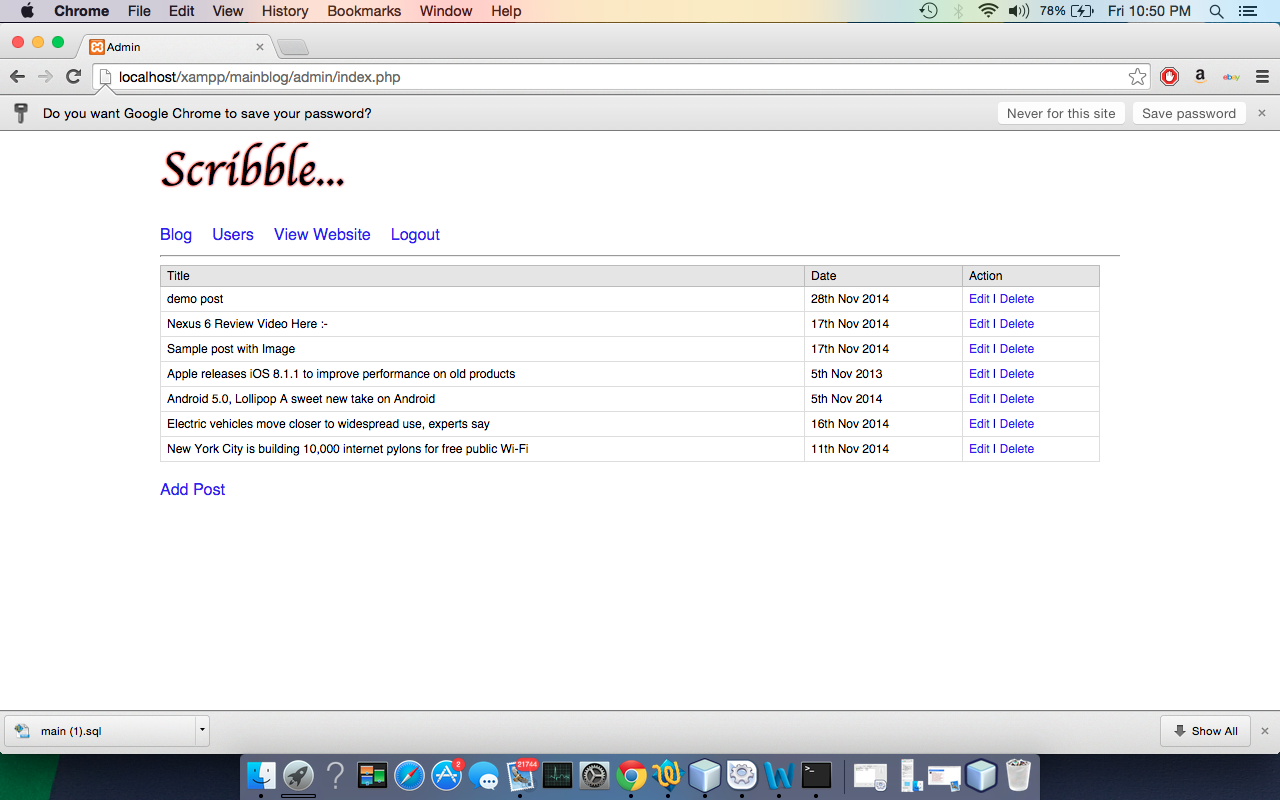 Chrome File Edit View History Bookmarks Window Help 78% Fri 10:50 PM
Admin
localhost/xampp/mainblog/admin/index.php a ebay
Do you want Google Chrome to save your password? Never for this site Save password
Scribble...
Blog Users View Website Logout
Title Date Action
demo post 28th Nov 2014 Edit | Delete
Nexus 6 Review Video Here :- 17th Nov 2014 Edit | Delete
Sample post with Image 17th Nov 2014 Edit | Delete
Apple releases iOS 8.1.1 to improve performance on old products 5th Nov 2013 Edit | Delete
Android 5.0, Lollipop A sweet new take on Android 5th Nov 2014 Edit | Delete
Electric vehicles move closer to widespread use, experts say 16th Nov 2014 Edit | Delete
New York City is building 10,000 internet pylons for free public Wi-Fi 11th Nov 2014 Edit | Delete
Add Post
main (1).sql Show All
2 21744